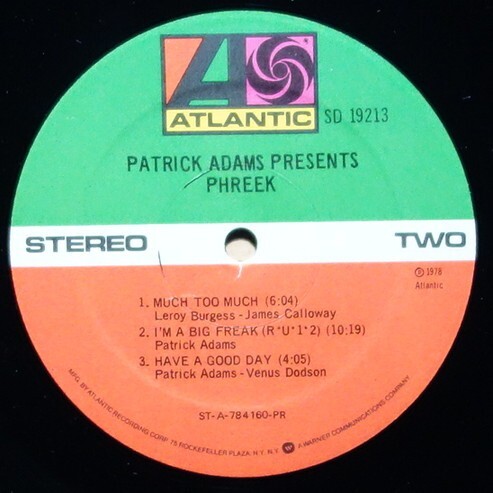 ATLANTIC
SD 19213
PATRICK ADAMS PRESENTS
PHREEK
STEREO
TWO
℗ 1978
Atlantic
1. MUCH TOO MUCH (6:04)
Leroy Burgess - James Calloway
2. I'M A BIG FREAK (R*U*1*2) (10:19)
Patrick Adams
3. HAVE A GOOD DAY (4:05)
Patrick Adams - Venus Dodson
ST-A-784160-PR
MFG. BY ATLANTIC RECORDING CORP. 75 ROCKEFELLER PLAZA, N.Y. N.Y. A WARNER COMMUNICATIONS COMPANY